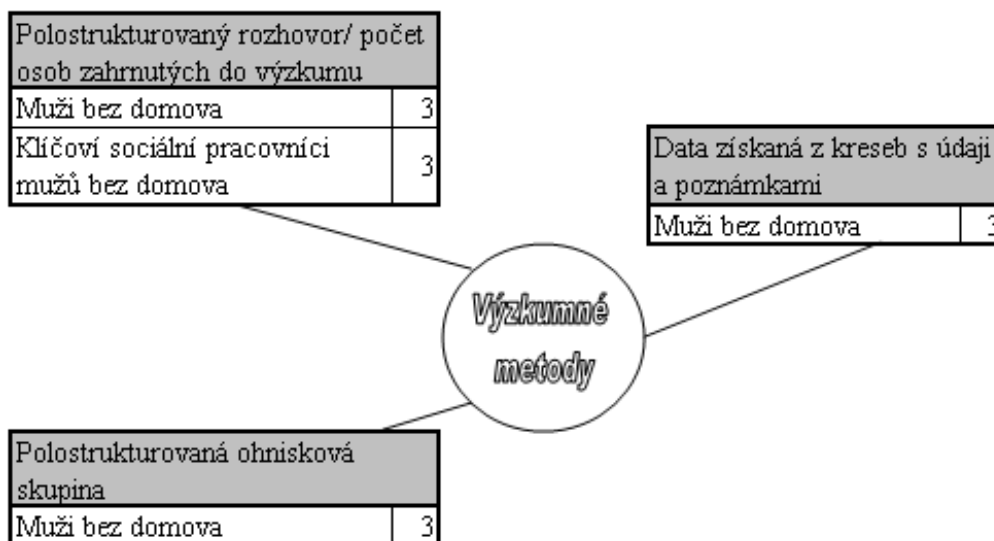 Polostrukturovaný rozhovor/ počet
osob zahrnutých do výzkumu
Muži bez domova 3
Klíčoví sociální pracovníci
mužů bez domova 3
Data získaná z kreseb s údaji
a poznámkami
Muži bez domova 3
Výzkumné
metody
Polostrukturovaná ohnisková
skupina
Muži bez domova 3